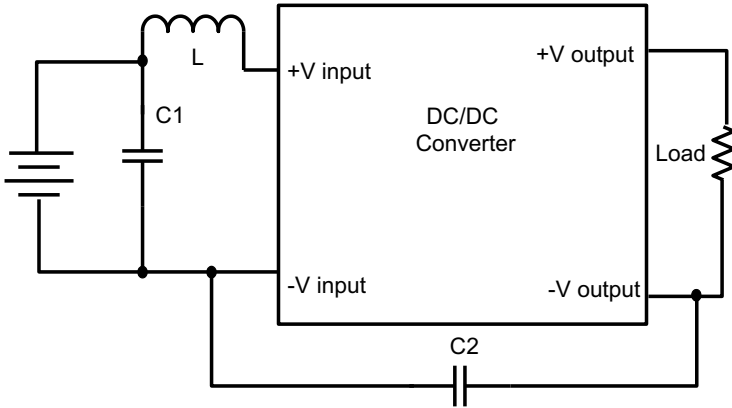 L
+V input
+V output
C1
DC/DC
Converter
Load
-V input
-V output
C2